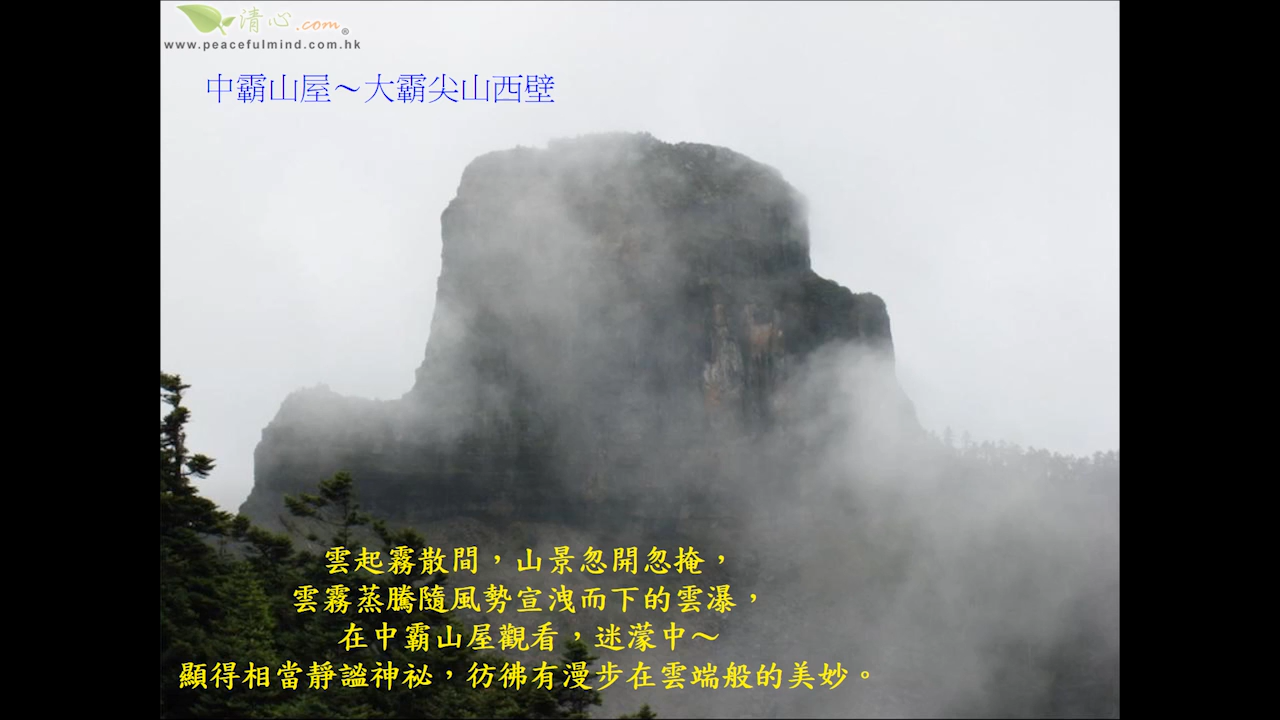 清心.com®
www.peacefulmind.com.hk
中霸山屋～大霸尖山西壁
雲起霧散間，山景忽開忽掩，
雲霧蒸騰隨風勢宣洩而下的雲瀑，
在中霸山屋觀看，迷濛中～
顯得相當靜謐神祕，彷彿有漫步在雲端般的美妙。